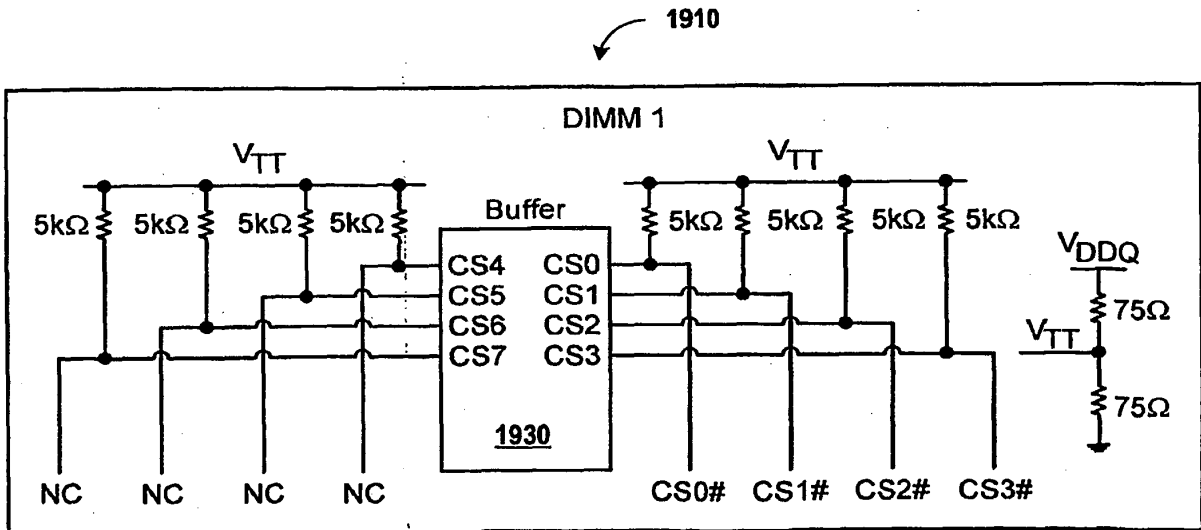 1910
DIMM 1
VTT VTT
5kΩ 5kΩ 5kΩ 5kΩ Buffer 5kΩ 5kΩ 5kΩ 5kΩ
VDDQ
CS4 CS0
CS5 CS1
CS6 CS2
CS7 CS3
75Ω
VTT
75Ω
1930
NC NC NC NC CS0# CS1# CS2# CS3#